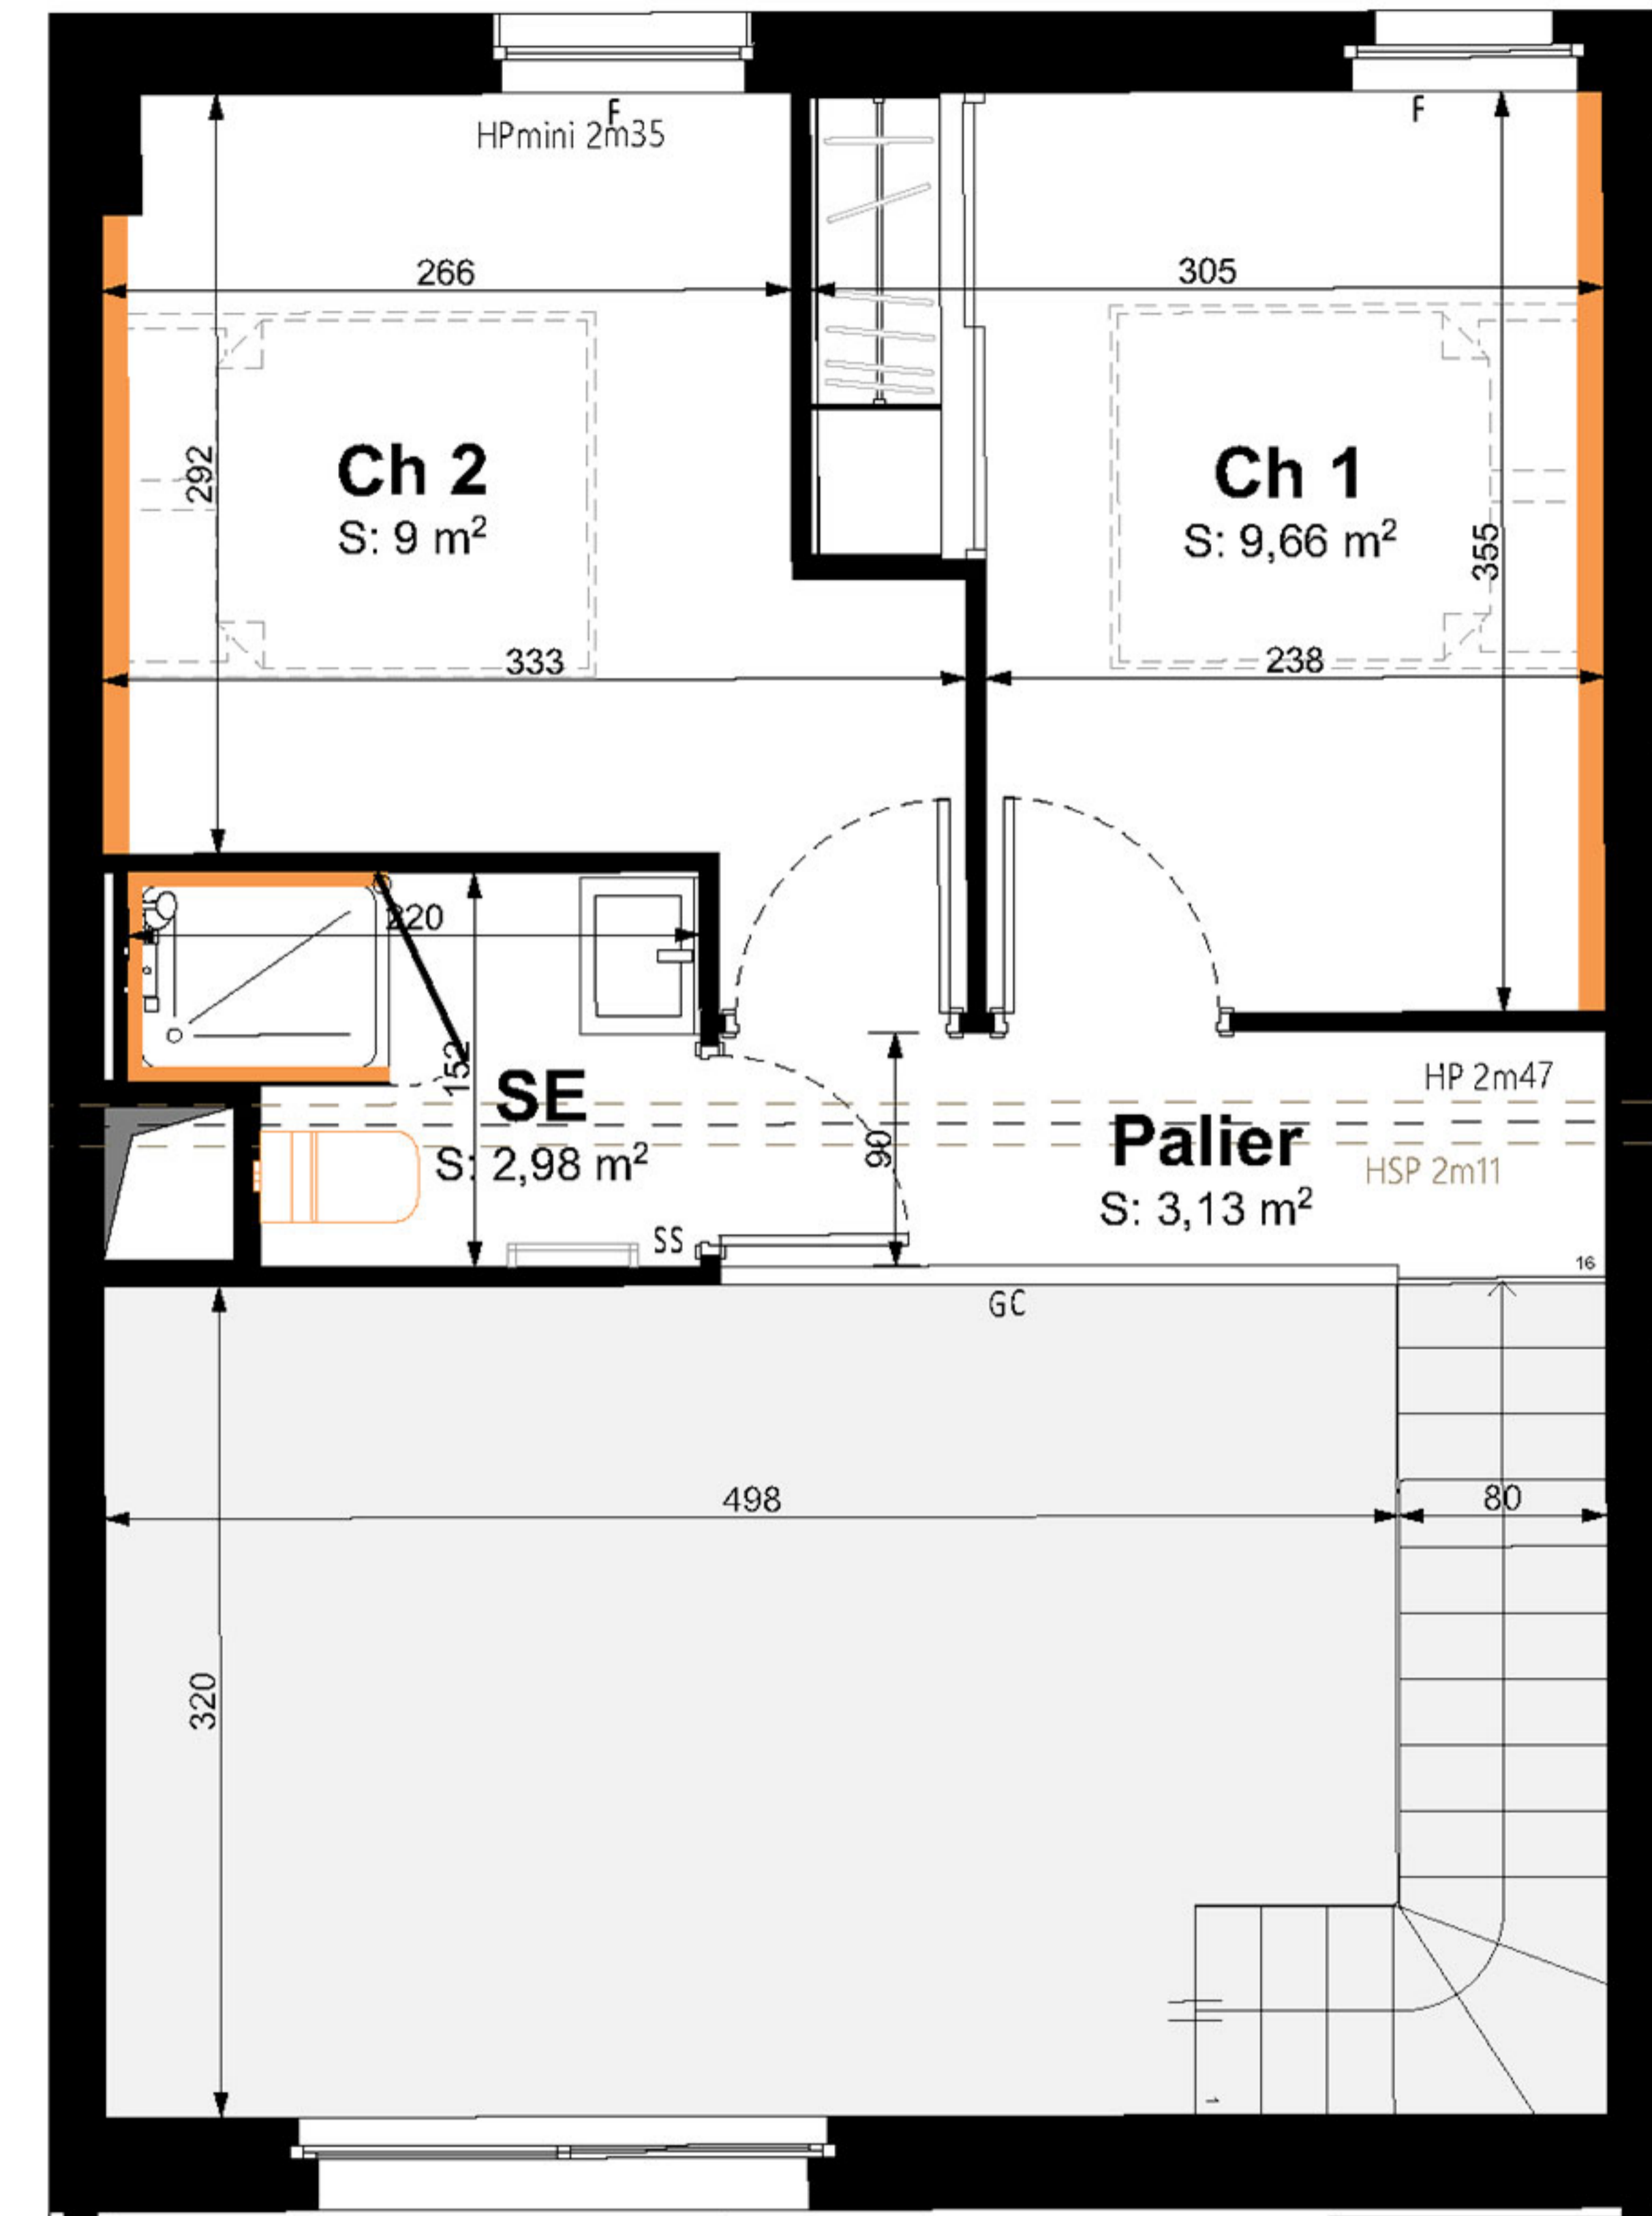 F
HPmini 2m35
F
266
305
Ch 2
S: 9 m²
292
Ch 1
S: 9,66 m²
355
333
238
220
152
SE
S: 2,98 m²
SS
90
HP 2m47
Palier
HSP 2m11
S: 3,13 m²
16
GC
498
80
320
1